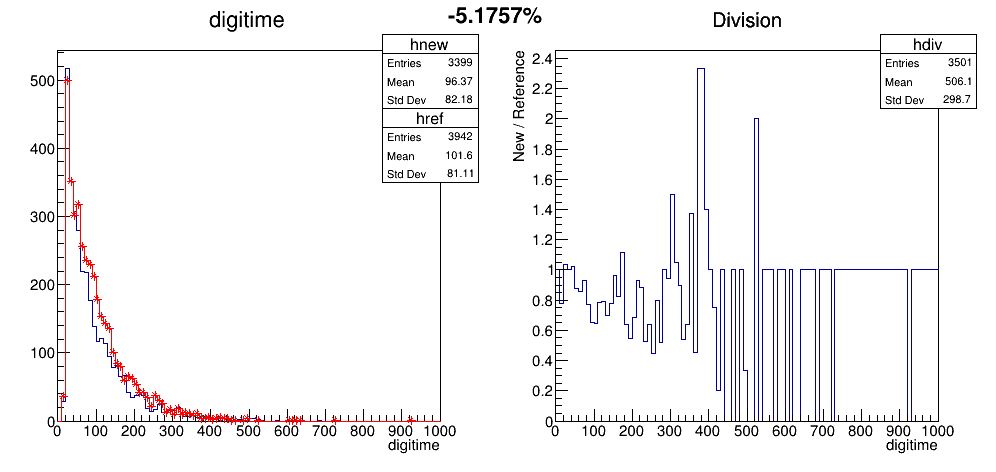 digitime
-5.1757%
Division
hnew
Entries 3399
Mean 96.37
Std Dev 82.18
href
Entries 3942
Mean 101.6
Std Dev 81.11
500
400
300
200
100
0
0 100 200 300 400 500 600 700 800 900 1000
digitime
hdiv
Entries 3501
Mean 506.1
Std Dev 298.7
New / Reference
2.4
2.2
2
1.8
1.6
1.4
1.2
1
0.8
0.6
0.4
0.2
0
0 100 200 300 400 500 600 700 800 900 1000
digitime